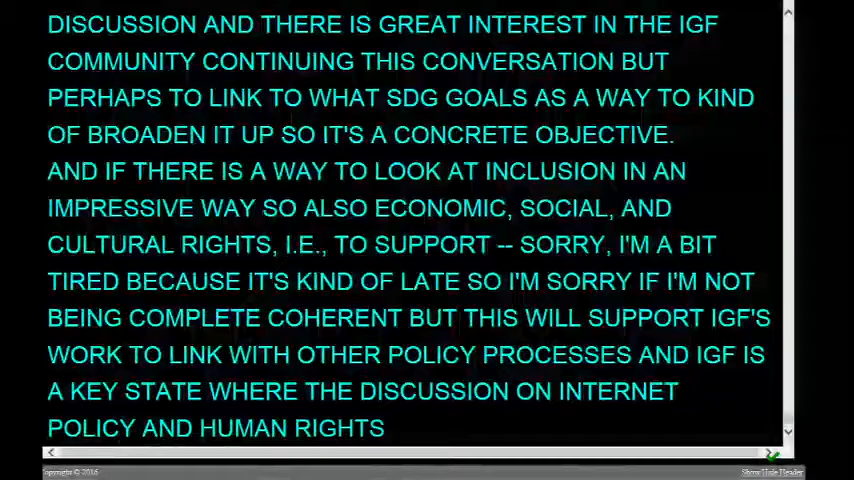 DISCUSSION AND THERE IS GREAT INTEREST IN THE IGF
COMMUNITY CONTINUING THIS CONVERSATION BUT
PERHAPS TO LINK TO WHAT SDG GOALS AS A WAY TO KIND
OF BROADEN IT UP SO IT'S A CONCRETE OBJECTIVE.
AND IF THERE IS A WAY TO LOOK AT INCLUSION IN AN
IMPRESSIVE WAY SO ALSO ECONOMIC, SOCIAL, AND
CULTURAL RIGHTS, I.E., TO SUPPORT -- SORRY, I'M A BIT
TIRED BECAUSE IT'S KIND OF LATE SO I'M SORRY IF I'M NOT
BEING COMPLETE COHERENT BUT THIS WILL SUPPORT IGF'S
WORK TO LINK WITH OTHER POLICY PROCESSES AND IGF IS
A KEY STATE WHERE THE DISCUSSION ON INTERNET
POLICY AND HUMAN RIGHTS
opyright © 2016 Show/Hide Header